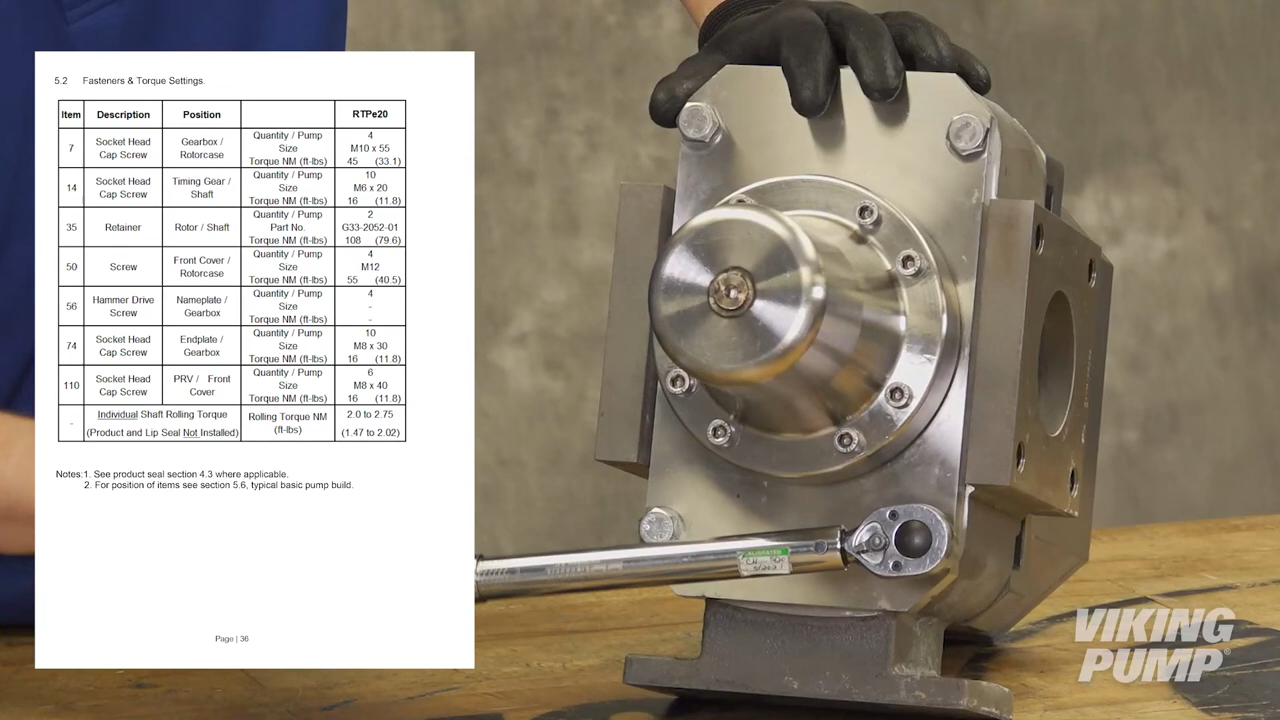 5.2 Fasteners & Torque Settings.
Item Description Position RTPe20
7 Socket Head Cap Screw Gearbox / Rotorcase Quantity / Pump 4
Size M10 x 55
Torque NM (ft-lbs) 45 (33.1)
14 Socket Head Cap Screw Timing Gear / Shaft Quantity / Pump 10
Size M6 x 20
Torque NM (ft-lbs) 16 (11.8)
35 Retainer Rotor / Shaft Quantity / Pump 2
Part No. G33-2052-01
Torque NM (ft-lbs) 108 (79.6)
50 Screw Front Cover / Rotorcase Quantity / Pump 4
Size M12
Torque NM (ft-lbs) 55 (40.5)
56 Hammer Drive Screw Nameplate / Gearbox Quantity / Pump 4
Size -
Torque NM (ft-lbs) -
74 Socket Head Cap Screw Endplate / Gearbox Quantity / Pump 10
Size M8 x 30
Torque NM (ft-lbs) 16 (11.8)
110 Socket Head Cap Screw PRV / Front Cover Quantity / Pump 6
Size M8 x 40
Torque NM (ft-lbs) 16 (11.8)
- Individual Shaft Rolling Torque Rolling Torque NM 2.0 to 2.75
(Product and Lip Seal Not Installed) (ft-lbs) (1.47 to 2.02)
Notes:1. See product seal section 4.3 where applicable.
2. For position of items see section 5.6, typical basic pump build.
Page | 36
CALIBRATED
VIKING
PUMP®